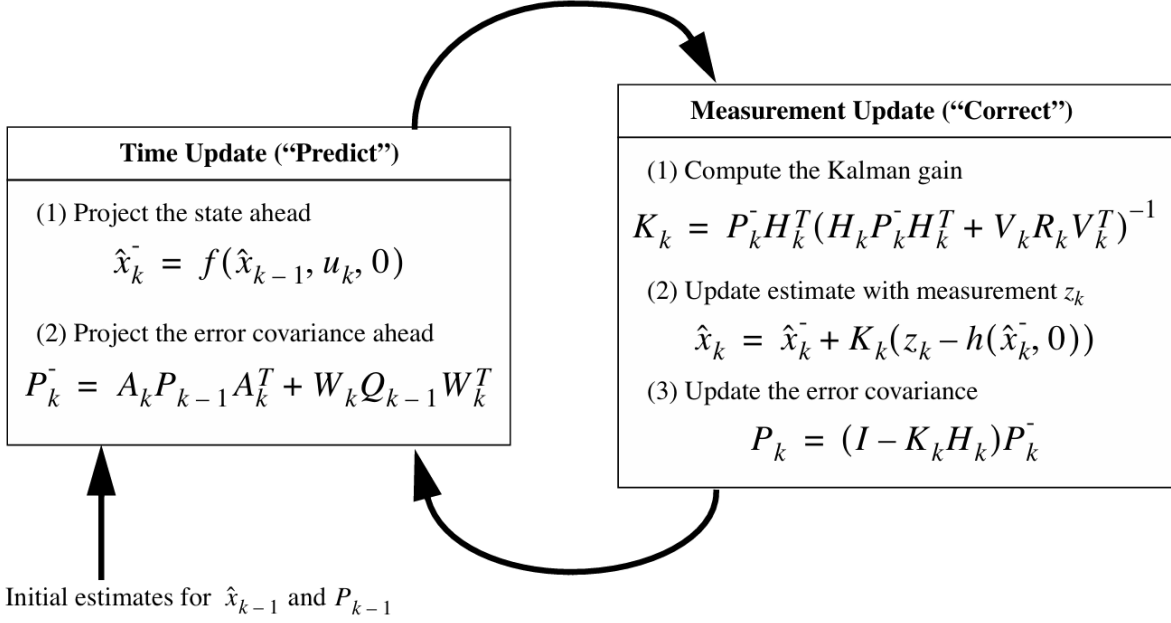 Time Update (“Predict”)
(1) Project the state ahead
x̂ₖ⁻ = f(x̂ₖ₋₁, uₖ, 0)
(2) Project the error covariance ahead
Pₖ⁻ = AₖPₖ₋₁Aₖᵀ + WₖQₖ₋₁Wₖᵀ
Initial estimates for x̂ₖ₋₁ and Pₖ₋₁
Measurement Update (“Correct”)
(1) Compute the Kalman gain
Kₖ = Pₖ⁻Hₖᵀ(HₖPₖ⁻Hₖᵀ + VₖRₖVₖᵀ)⁻¹
(2) Update estimate with measurement zₖ
x̂ₖ = x̂ₖ⁻ + Kₖ(zₖ – h(x̂ₖ⁻, 0))
(3) Update the error covariance
Pₖ = (I – KₖHₖ)Pₖ⁻